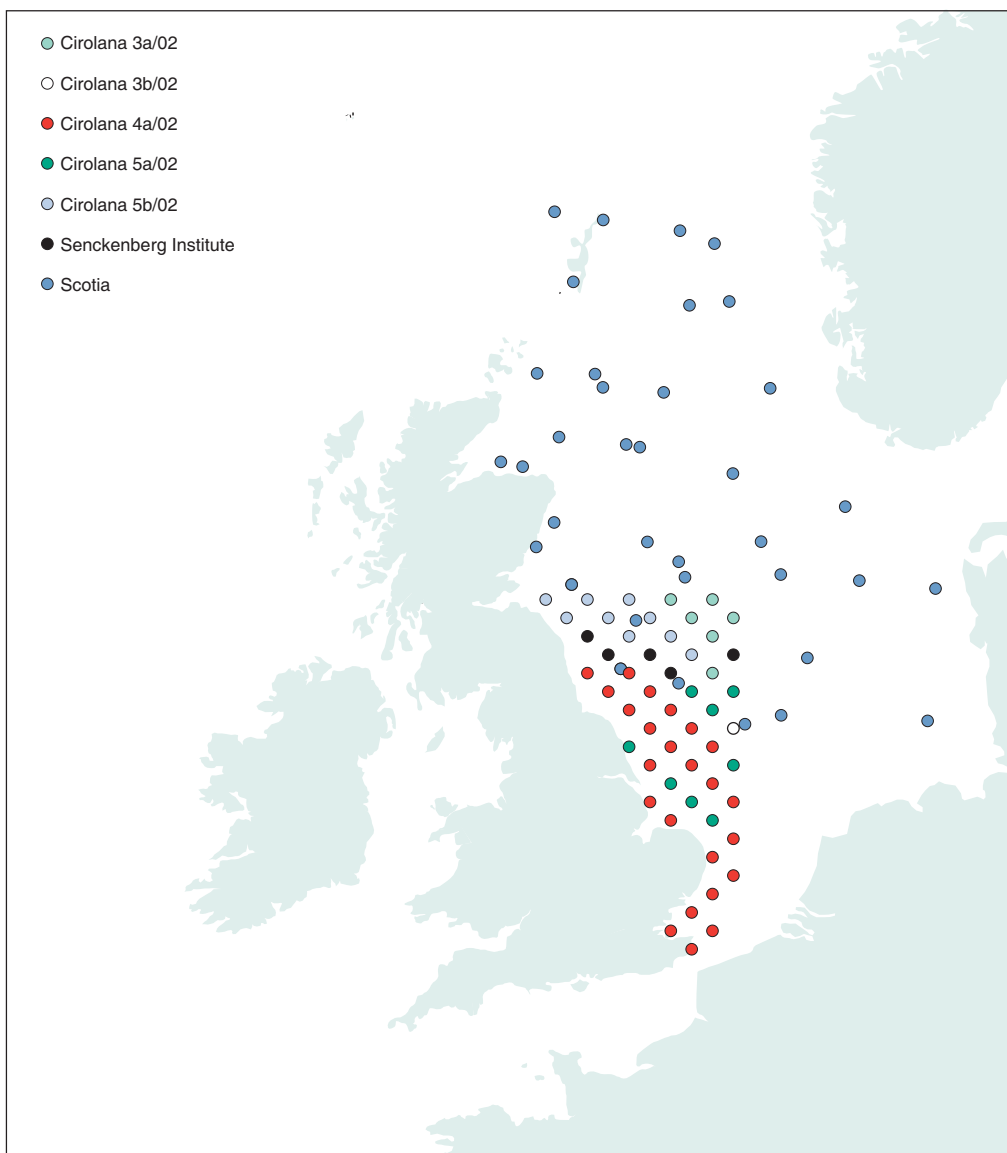 Cirolana 3a/02
Cirolana 3b/02
Cirolana 4a/02
Cirolana 5a/02
Cirolana 5b/02
Senckenberg Institute
Scotia